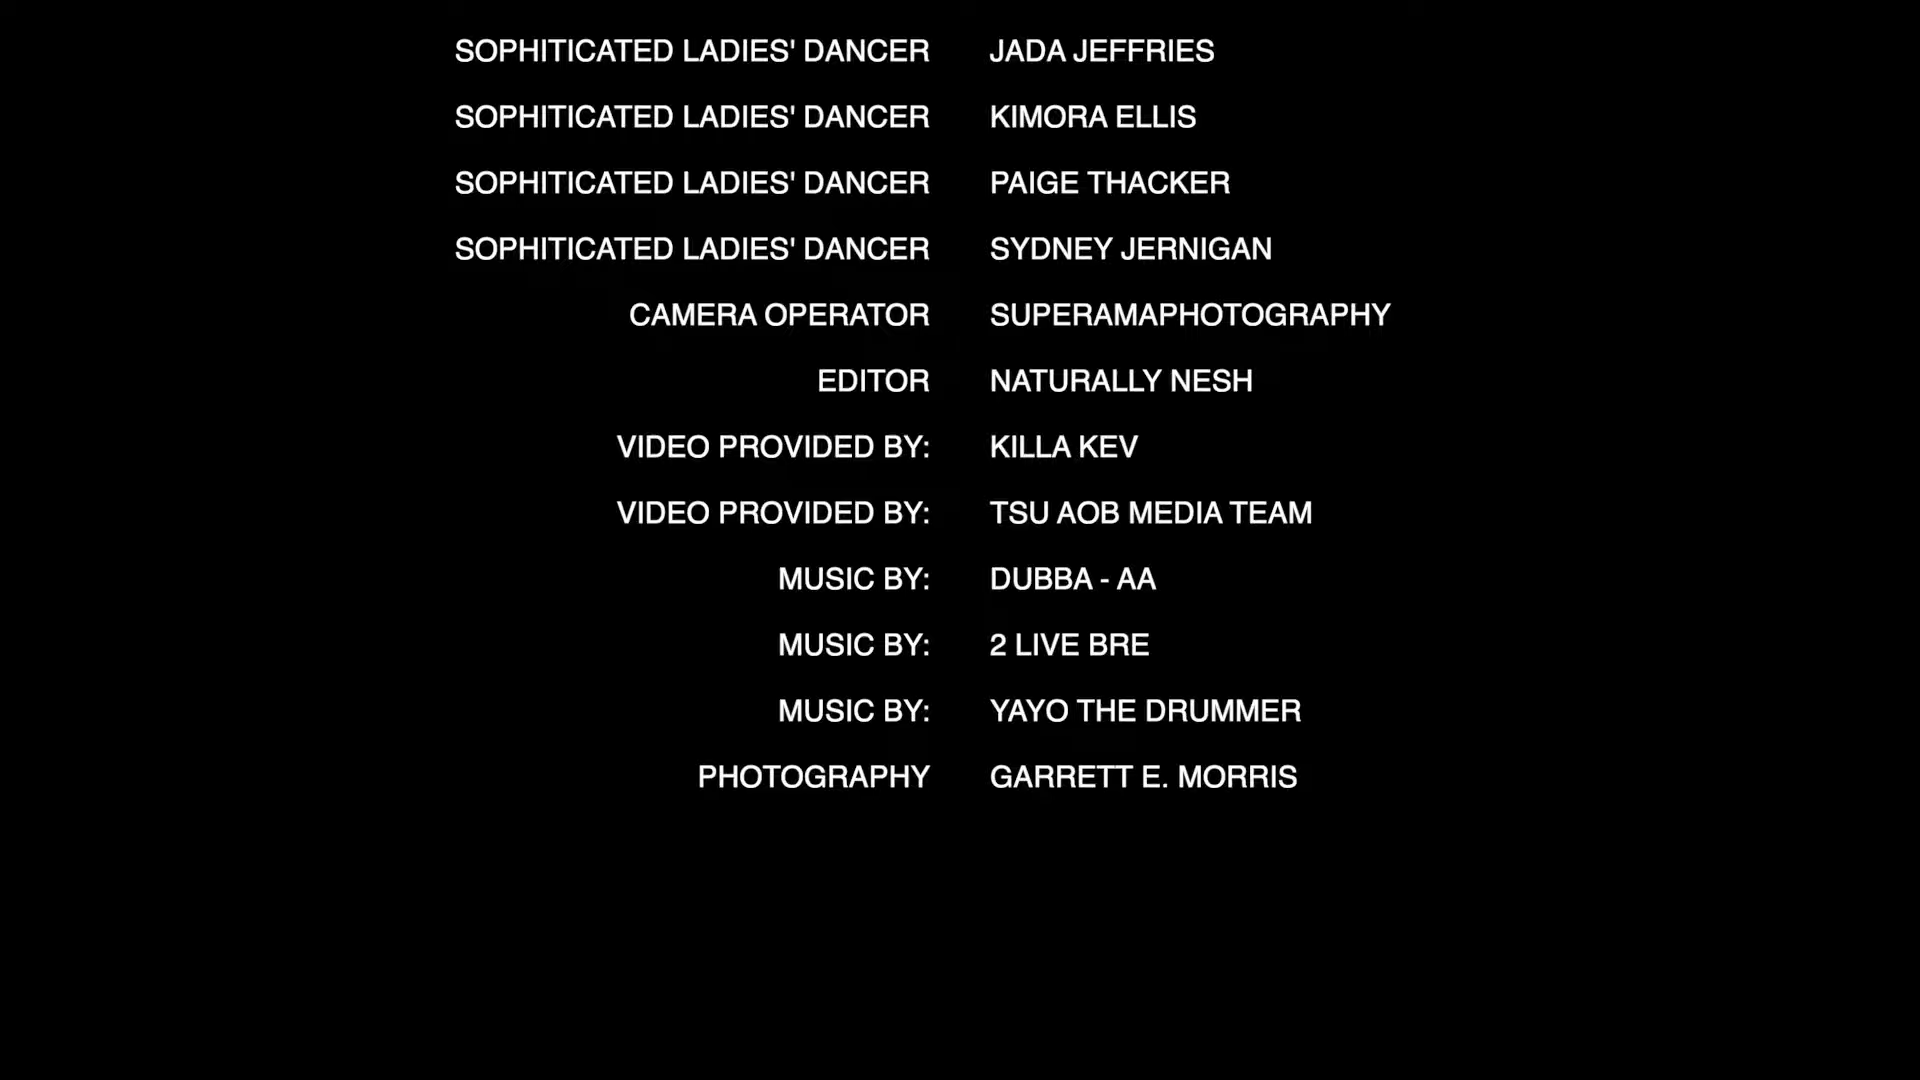 SOPHITICATED LADIES' DANCER JADA JEFFRIES
SOPHITICATED LADIES' DANCER KIMORA ELLIS
SOPHITICATED LADIES' DANCER PAIGE THACKER
SOPHITICATED LADIES' DANCER SYDNEY JERNIGAN
CAMERA OPERATOR SUPERAMAPHOTOGRAPHY
EDITOR NATURALLY NESH
VIDEO PROVIDED BY: KILLA KEV
VIDEO PROVIDED BY: TSU AOB MEDIA TEAM
MUSIC BY: DUBBA - AA
MUSIC BY: 2 LIVE BRE
MUSIC BY: YAYO THE DRUMMER
PHOTOGRAPHY GARRETT E. MORRIS